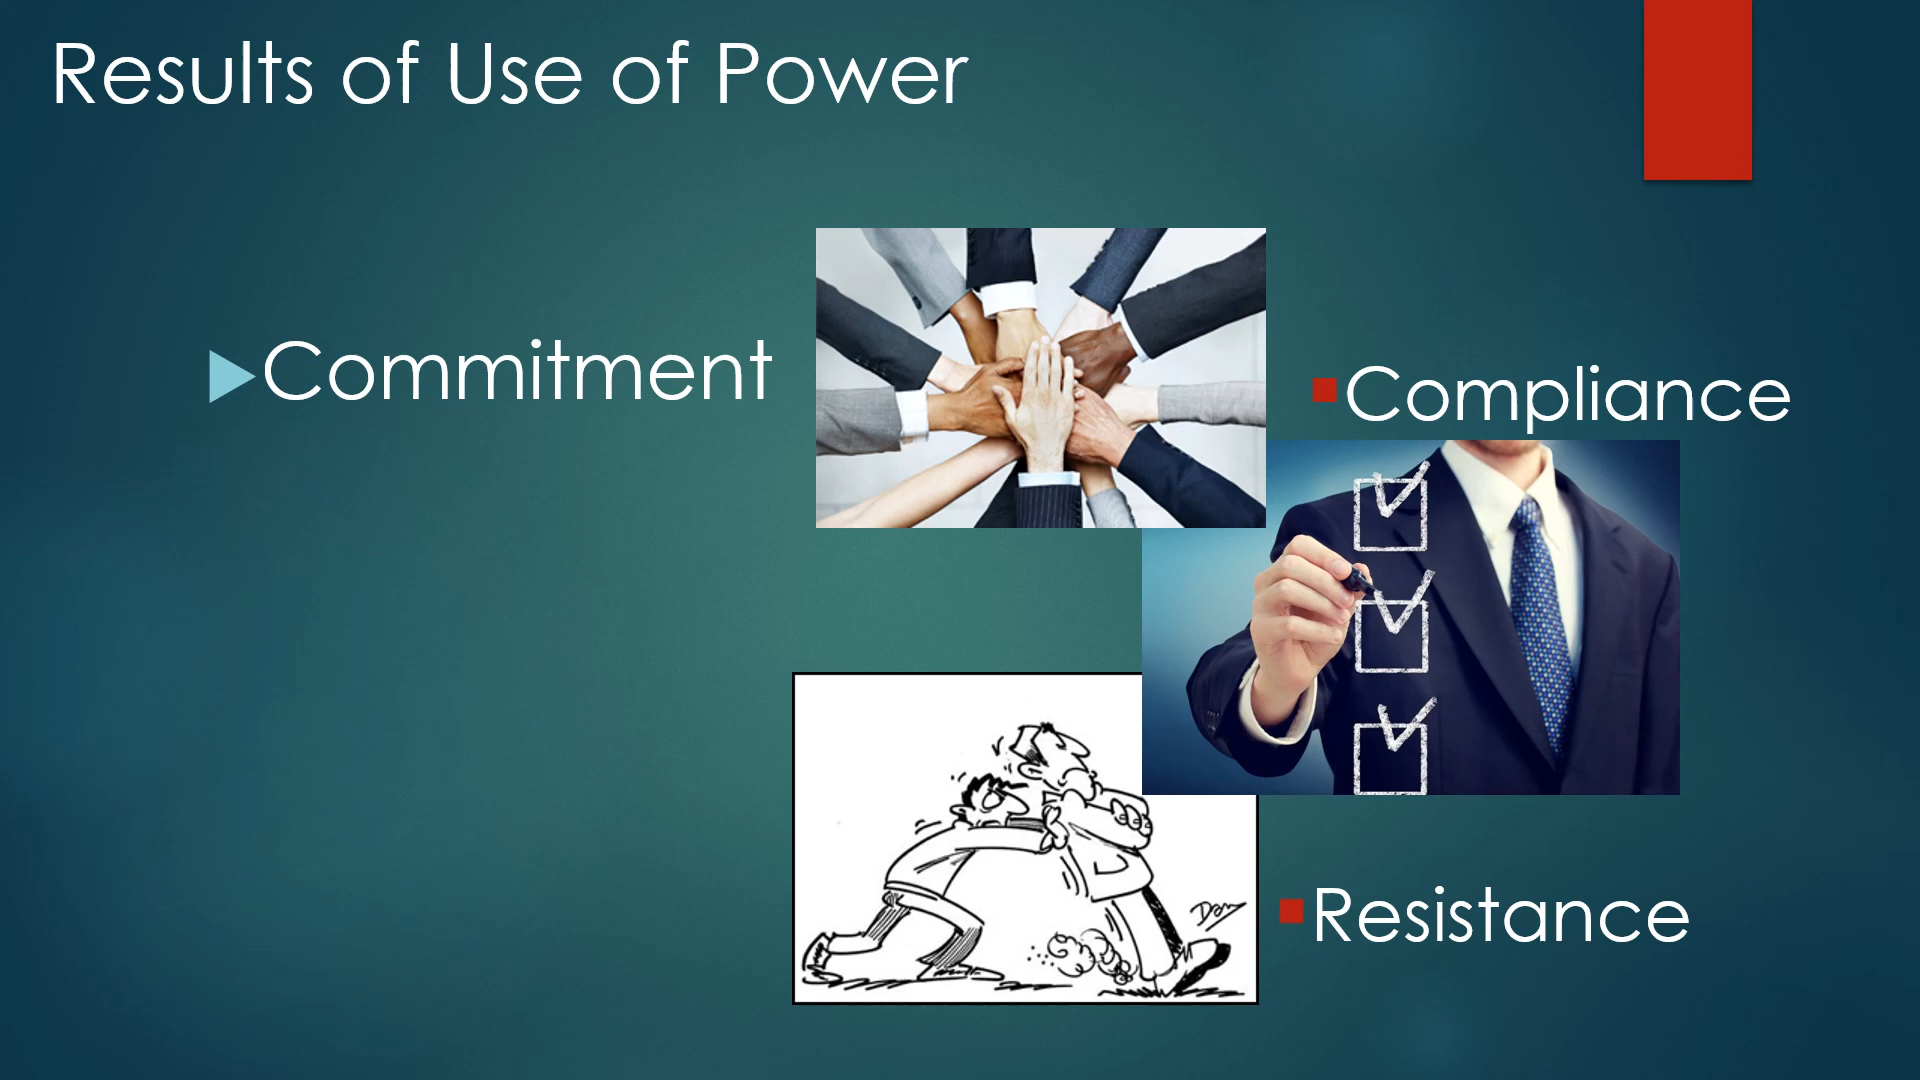 Results of Use of Power
Commitment
Compliance
Resistance